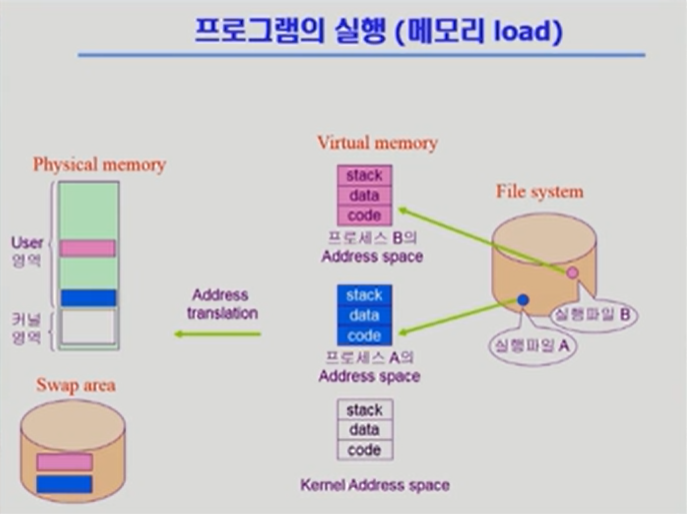 프로그램의 실행 (메모리 load)
Physical memory
User
영역
커널
영역
Swap area
Address
translation
Virtual memory
stack
data
code
프로세스 B의
Address space
stack
data
code
프로세스 A의
Address space
stack
data
code
Kernel Address space
File system
실행파일 B
실행파일 A